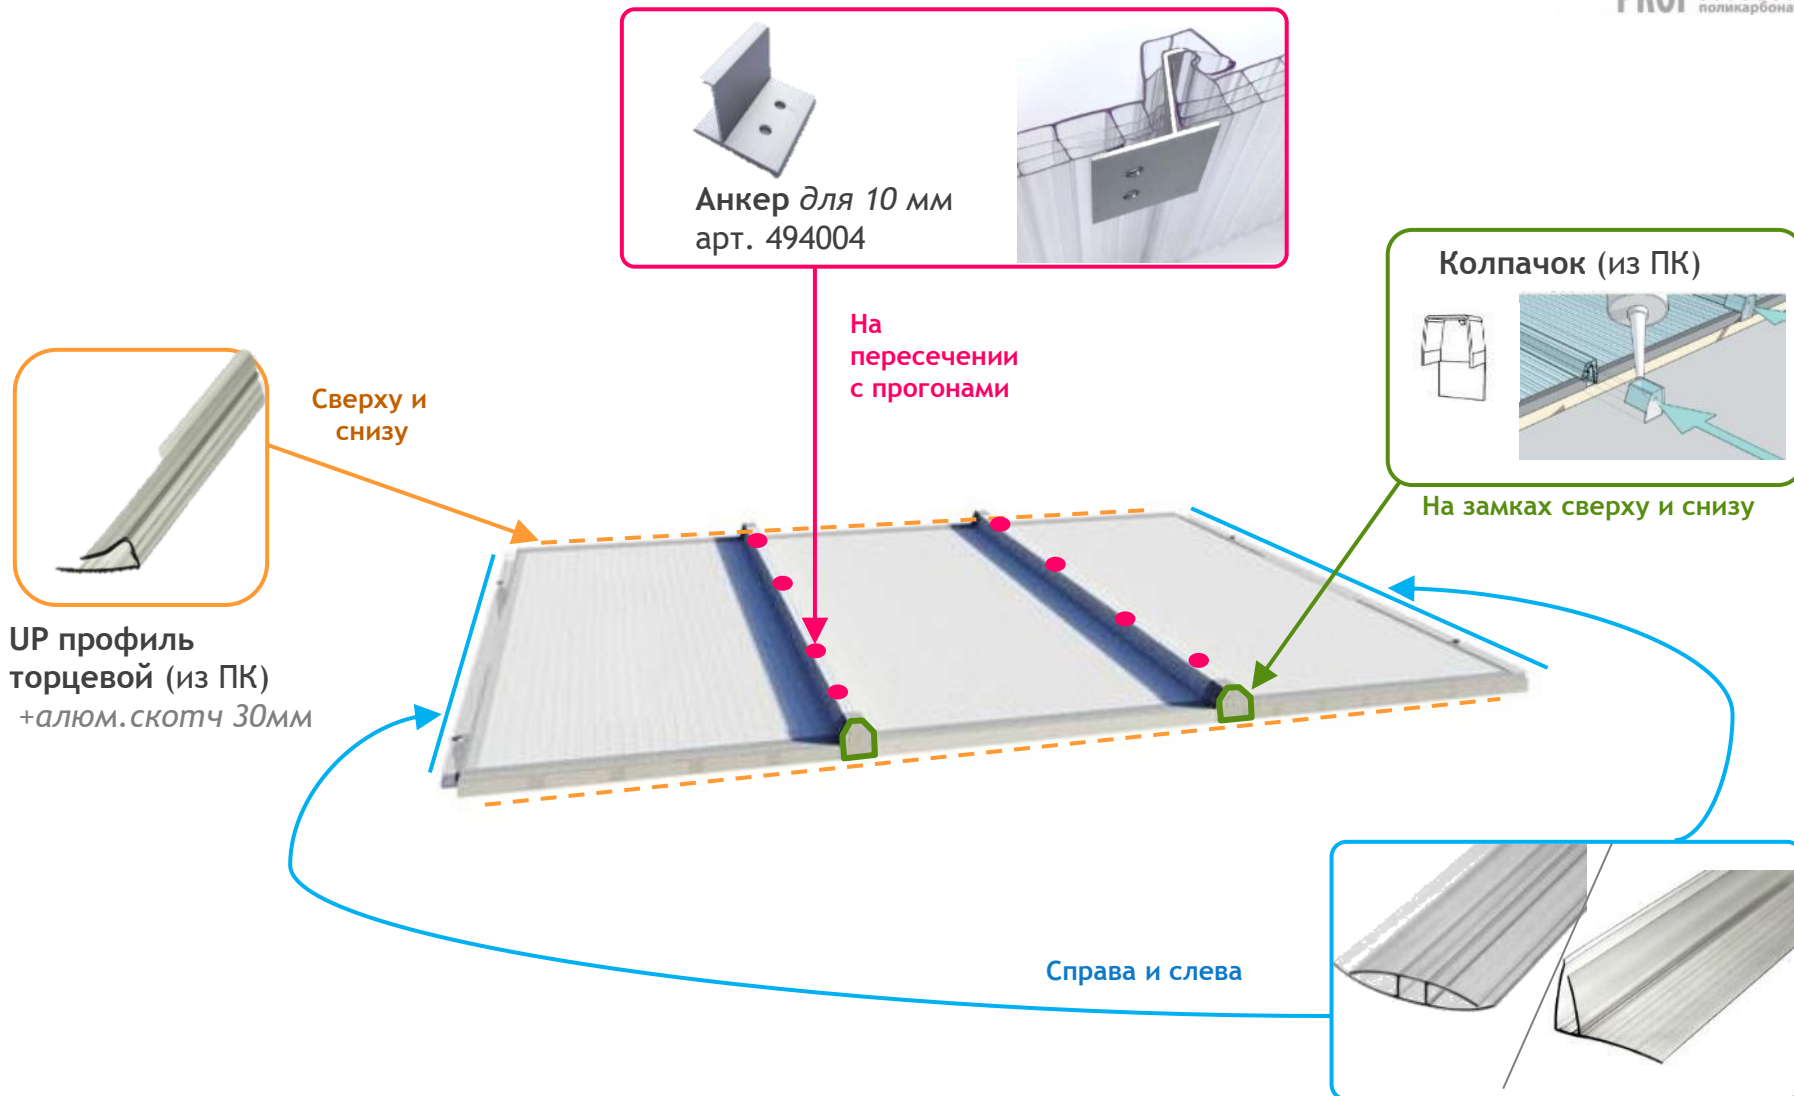 поликарбона
Анкер для 10 мм
арт. 494004
Колпачок (из ПК)
На
пересечении
с прогонами
Сверху и
снизу
На замках сверху и снизу
UP профиль
торцевой (из ПК)
+алюм.скотч 30мм
Справа и слева